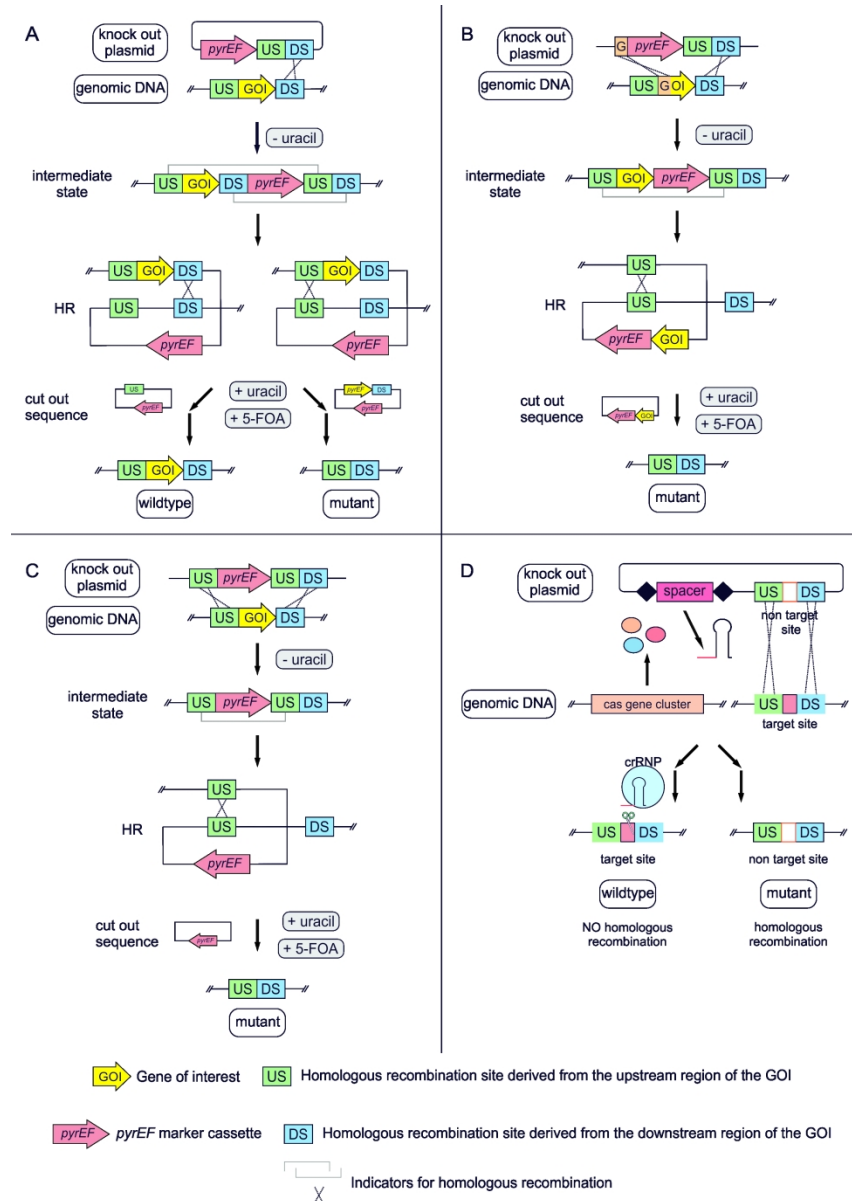 A
knock out
plasmid
pyrEF US DS
genomic DNA
US GOI DS
- uracil
intermediate
state
US GOI DS pyrEF US DS
US GOI DS
US GOI DS
HR
US DS
US DS
pyrEF
pyrEF
cut out
sequence
US
pyrEF
+ uracil
+ 5-FOA
pyrEF DS
pyrEF
US GOI DS
US DS
wildtype
mutant
B
knock out
plasmid
G pyrEF US DS
genomic DNA
US GOI DS
- uracil
intermediate
state
US GOI pyrEF US DS
US
HR
US DS
pyrEF GOI
cut out
sequence
pyrEF GOI
+ uracil
+ 5-FOA
US DS
mutant
C
knock out
plasmid
US pyrEF US DS
genomic DNA
US GOI DS
- uracil
intermediate
state
US pyrEF US DS
US
HR
US DS
pyrEF
cut out
sequence
pyrEF
+ uracil
+ 5-FOA
US DS
mutant
D
knock out
plasmid
spacer
US DS
non target
site
genomic DNA
cas gene cluster
US DS
target site
crRNP
US DS
US DS
target site
non target site
wildtype
mutant
NO homologous
recombination
homologous
recombination
GOI Gene of interest
US Homologous recombination site derived from the upstream region of the GOI
pyrEF pyrEF marker cassette
DS Homologous recombination site derived from the downstream region of the GOI
Indicators for homologous recombination